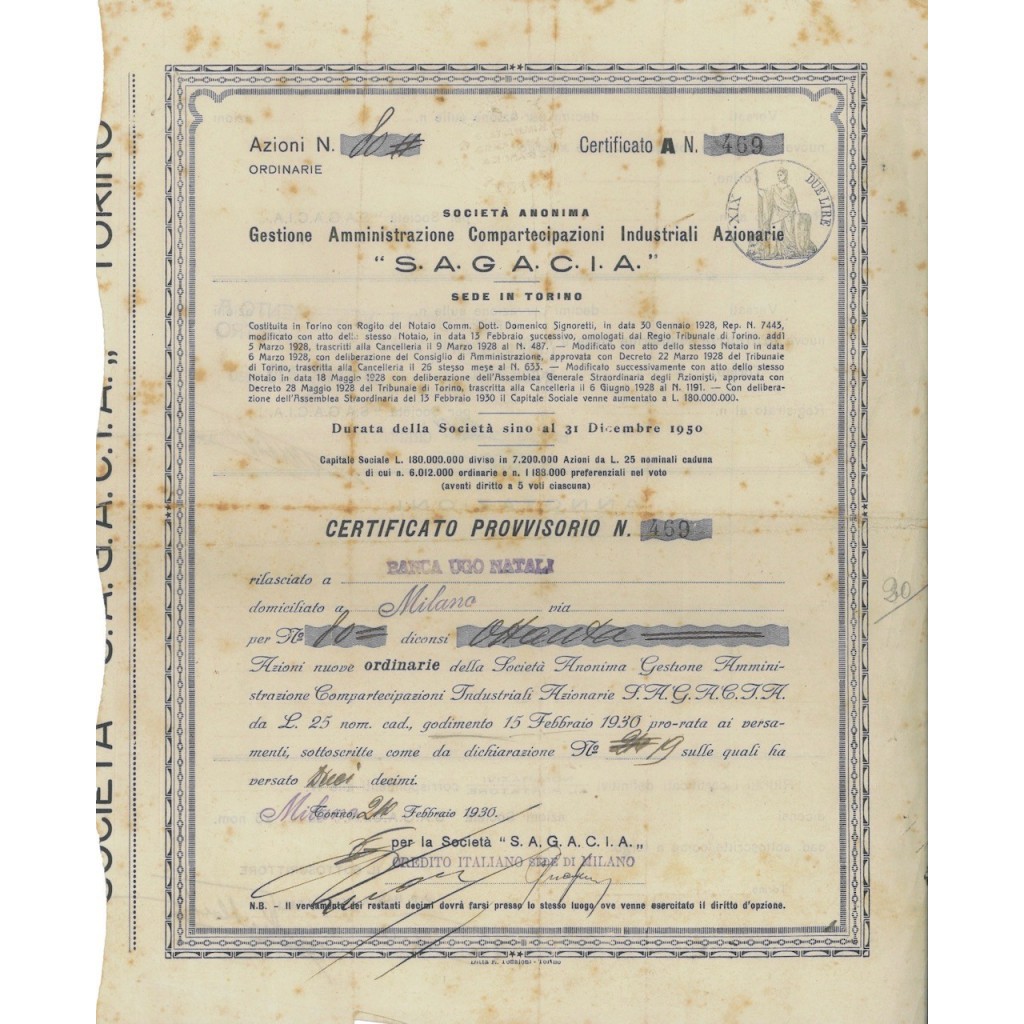 SOCIETÀ S.A.G.A.C.I.A. „ TORINO
Azioni N. 80 Certificato A N. 469
ORDINARIE
DUE LIRE
SOCIETÀ ANONIMA
Gestione Amministrazione Compartecipazioni Industriali Azionarie
"S.A.G.A.C.I.A."
SEDE IN TORINO
Costituita in Torino con Rogito del Notaio Comm. Dott. Domenico Signoretti, in data 30 Gennaio 1928, Rep. N. 7443,
modificato con atto dello stesso Notaio, in data 13 Febbraio successivo, omologati dal Regio Tribunale di Torino. addì
5 Marzo 1928, trascritti alla Cancelleria il 9 Marzo 1928 al N. 487. — Modificato con atto dello stesso Notaio in data
6 Marzo 1928, con deliberazione del Consiglio di Amministrazione, approvata con Decreto 22 Marzo 1928 del Tribunale
di Torino, trascritta alla Cancelleria il 26 stesso mese al N. 633. — Modificato successivamente con atto dello stesso
Notaio in data 18 Maggio 1928 con deliberazione dell'Assemblea Generale Straordinaria degli Azionisti, approvata con
Decreto 28 Maggio 1928 del Tribunale di Torino, trascritta alla Cancelleria il 6 Giugno 1928 al N. 1191. — Con delibera-
zione dell'Assemblea Straordinaria del 13 Febbraio 1930 il Capitale Sociale venne aumentato a L. 180.000.000.
Durata della Società sino al 31 Dicembre 1950
Capitale Sociale L. 180.000.000 diviso in 7.200.000 Azioni da L. 25 nominali caduna
di cui n. 6.012.000 ordinarie e n. 1 188.000 preferenziali nel voto
(aventi diritto a 5 voti ciascuna)
CERTIFICATO PROVVISORIO N. 469
rilasciato a BANCA UGO NATALI
domiciliato a Milano via
per N° 80= diconsi Ottanta
Azioni nuove ordinarie della Società Anonima Gestione Ammini-
strazione Compartecipazioni Industriali Azionarie S.A.G.A.C.I.A.
da L. 25 nom. cad., godimento 15 Febbraio 1930 pro-rata ai versa-
menti, sottoscritte come da dichiarazione N° 9 sulle quali ha
versato Dieci decimi.
Milano Torino, Febbraio 1930.
per la Società "S.A.G.A.C.I.A.„
CREDITO ITALIANO SEDE DI MILANO
N.B. - Il versamento dei restanti decimi dovrà farsi presso lo stesso luogo ove venne esercitato il diritto d'opzione.
90/